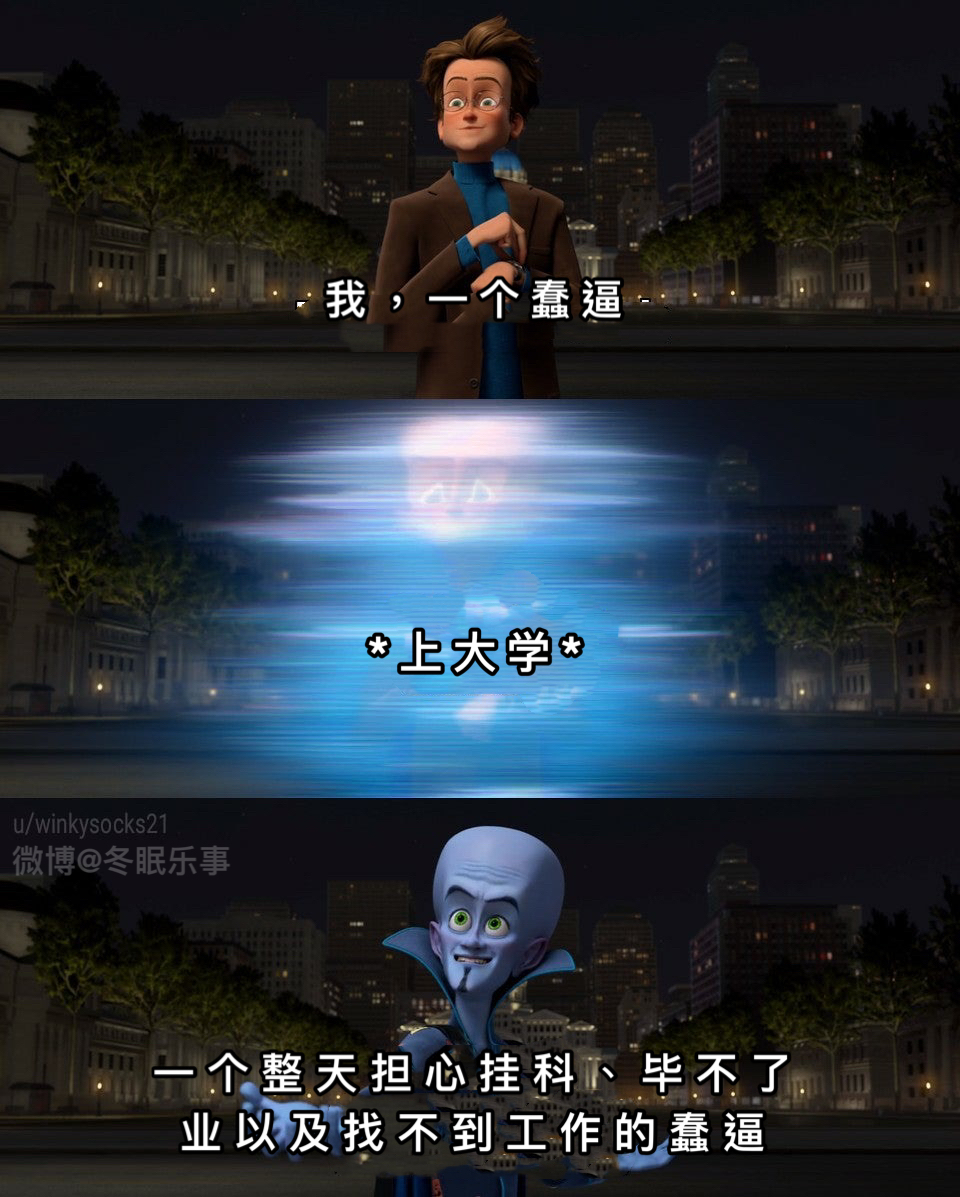 我，一个蠢逼
*上大学*
u/winkysocks21
微博@冬眠乐事
一个整天担心挂科、毕不了
业以及找不到工作的蠢逼